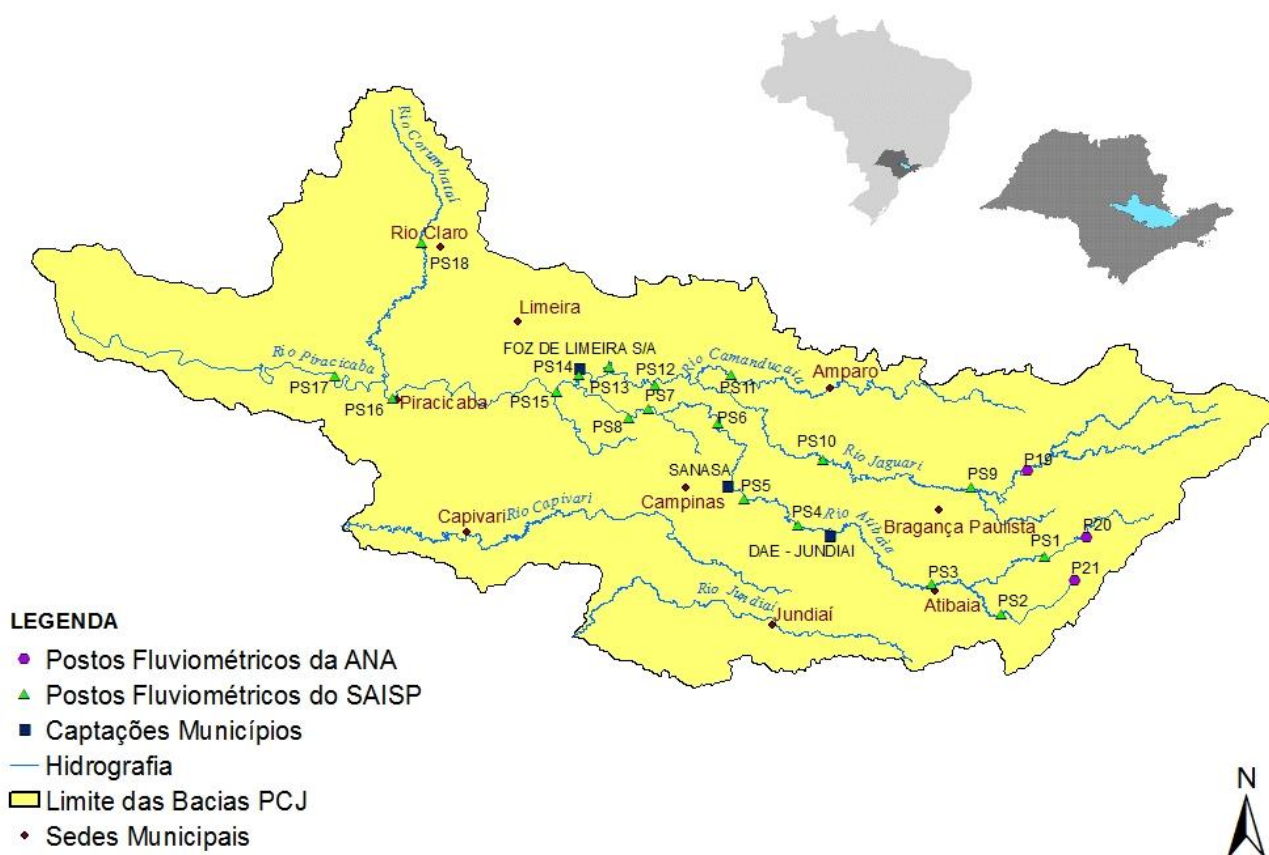 Rio Corumbataí
Rio Claro
PS18
Limeira
FOZ DE LIMEIRA S/A
Rio Piracicaba
PS17
PS16
Piracicaba
PS14
PS13
PS15
PS12
PS7
PS8
Rio Camanducaia
PS11
Amparo
PS6
PS10
Rio Jaguari
P19
PS9
SANASA
Campinas
PS5
PS4
Rio Atibaia
Bragança Paulista
DAE - JUNDIAI
Capivari
Rio Capivari
P20
PS1
P21
PS3
Atibaia
PS2
Rio Jundiaí
Jundiaí
LEGENDA
Postos Fluviométricos da ANA
Postos Fluviométricos do SAISP
Captações Municípios
Hidrografia
Limite das Bacias PCJ
Sedes Municipais
N